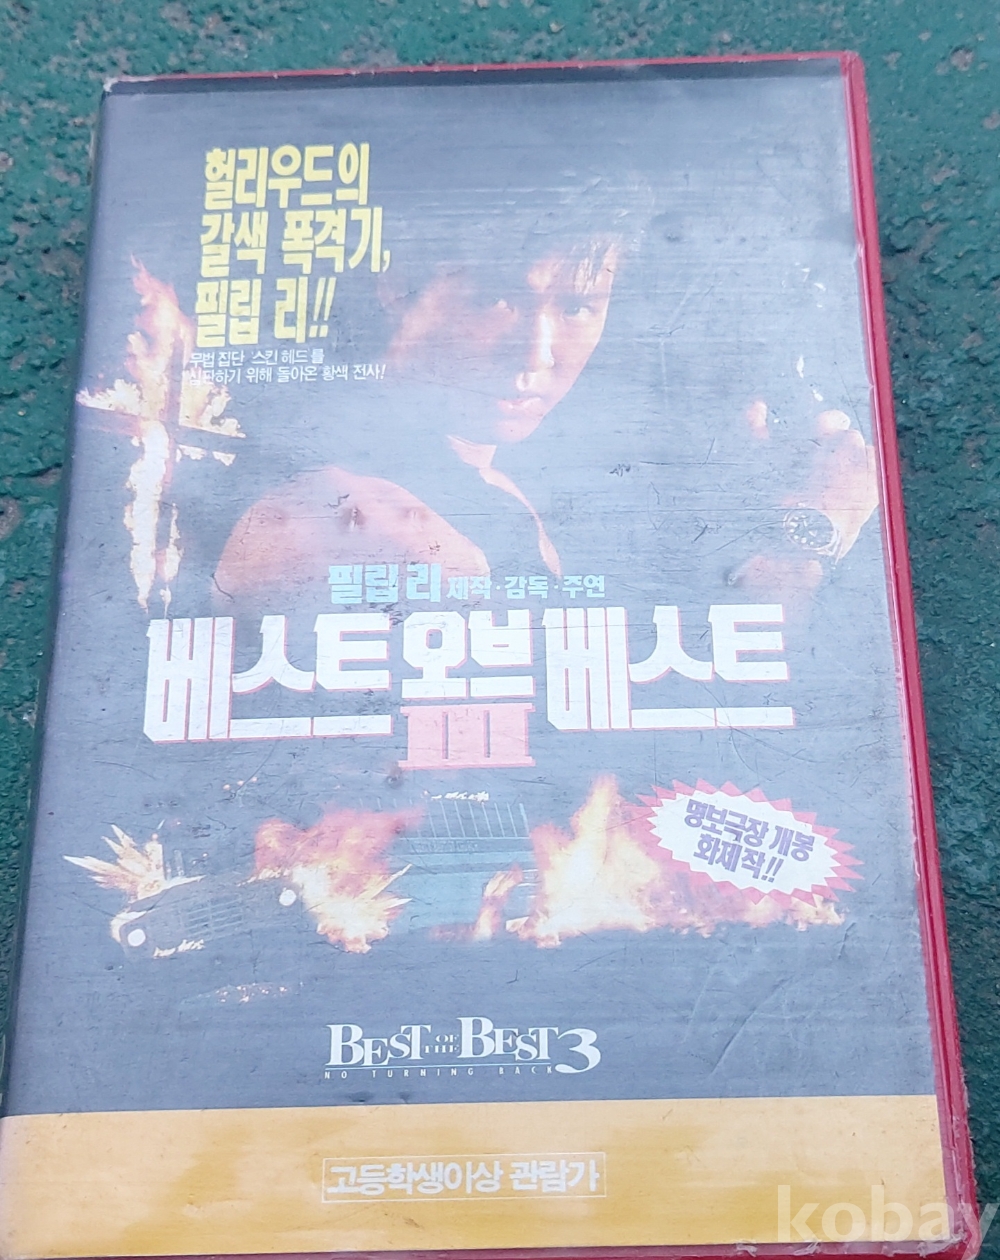 헐리우드의
갈색 폭격기,
필립 리!!
무법 집단 '스킨 헤드'를
심판하기 위해 돌아온 황색 전사!
필립 리 제작·감독·주연
베스트 오브 베스트
III
명보극장 개봉
화제작!!
BEST OF THE BEST 3
NO TURNING BACK
고등학생이상 관람가
kobay